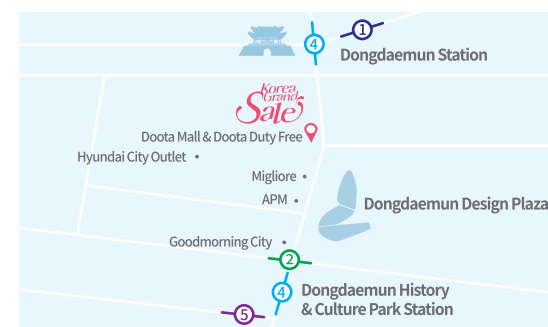 1
4
Dongdaemun Station
Korea
Grand
Sale
Doota Mall & Doota Duty Free
Hyundai City Outlet
Migliore
APM
Dongdaemun Design Plaza
Goodmorning City
2
4
Dongdaemun History
& Culture Park Station
5